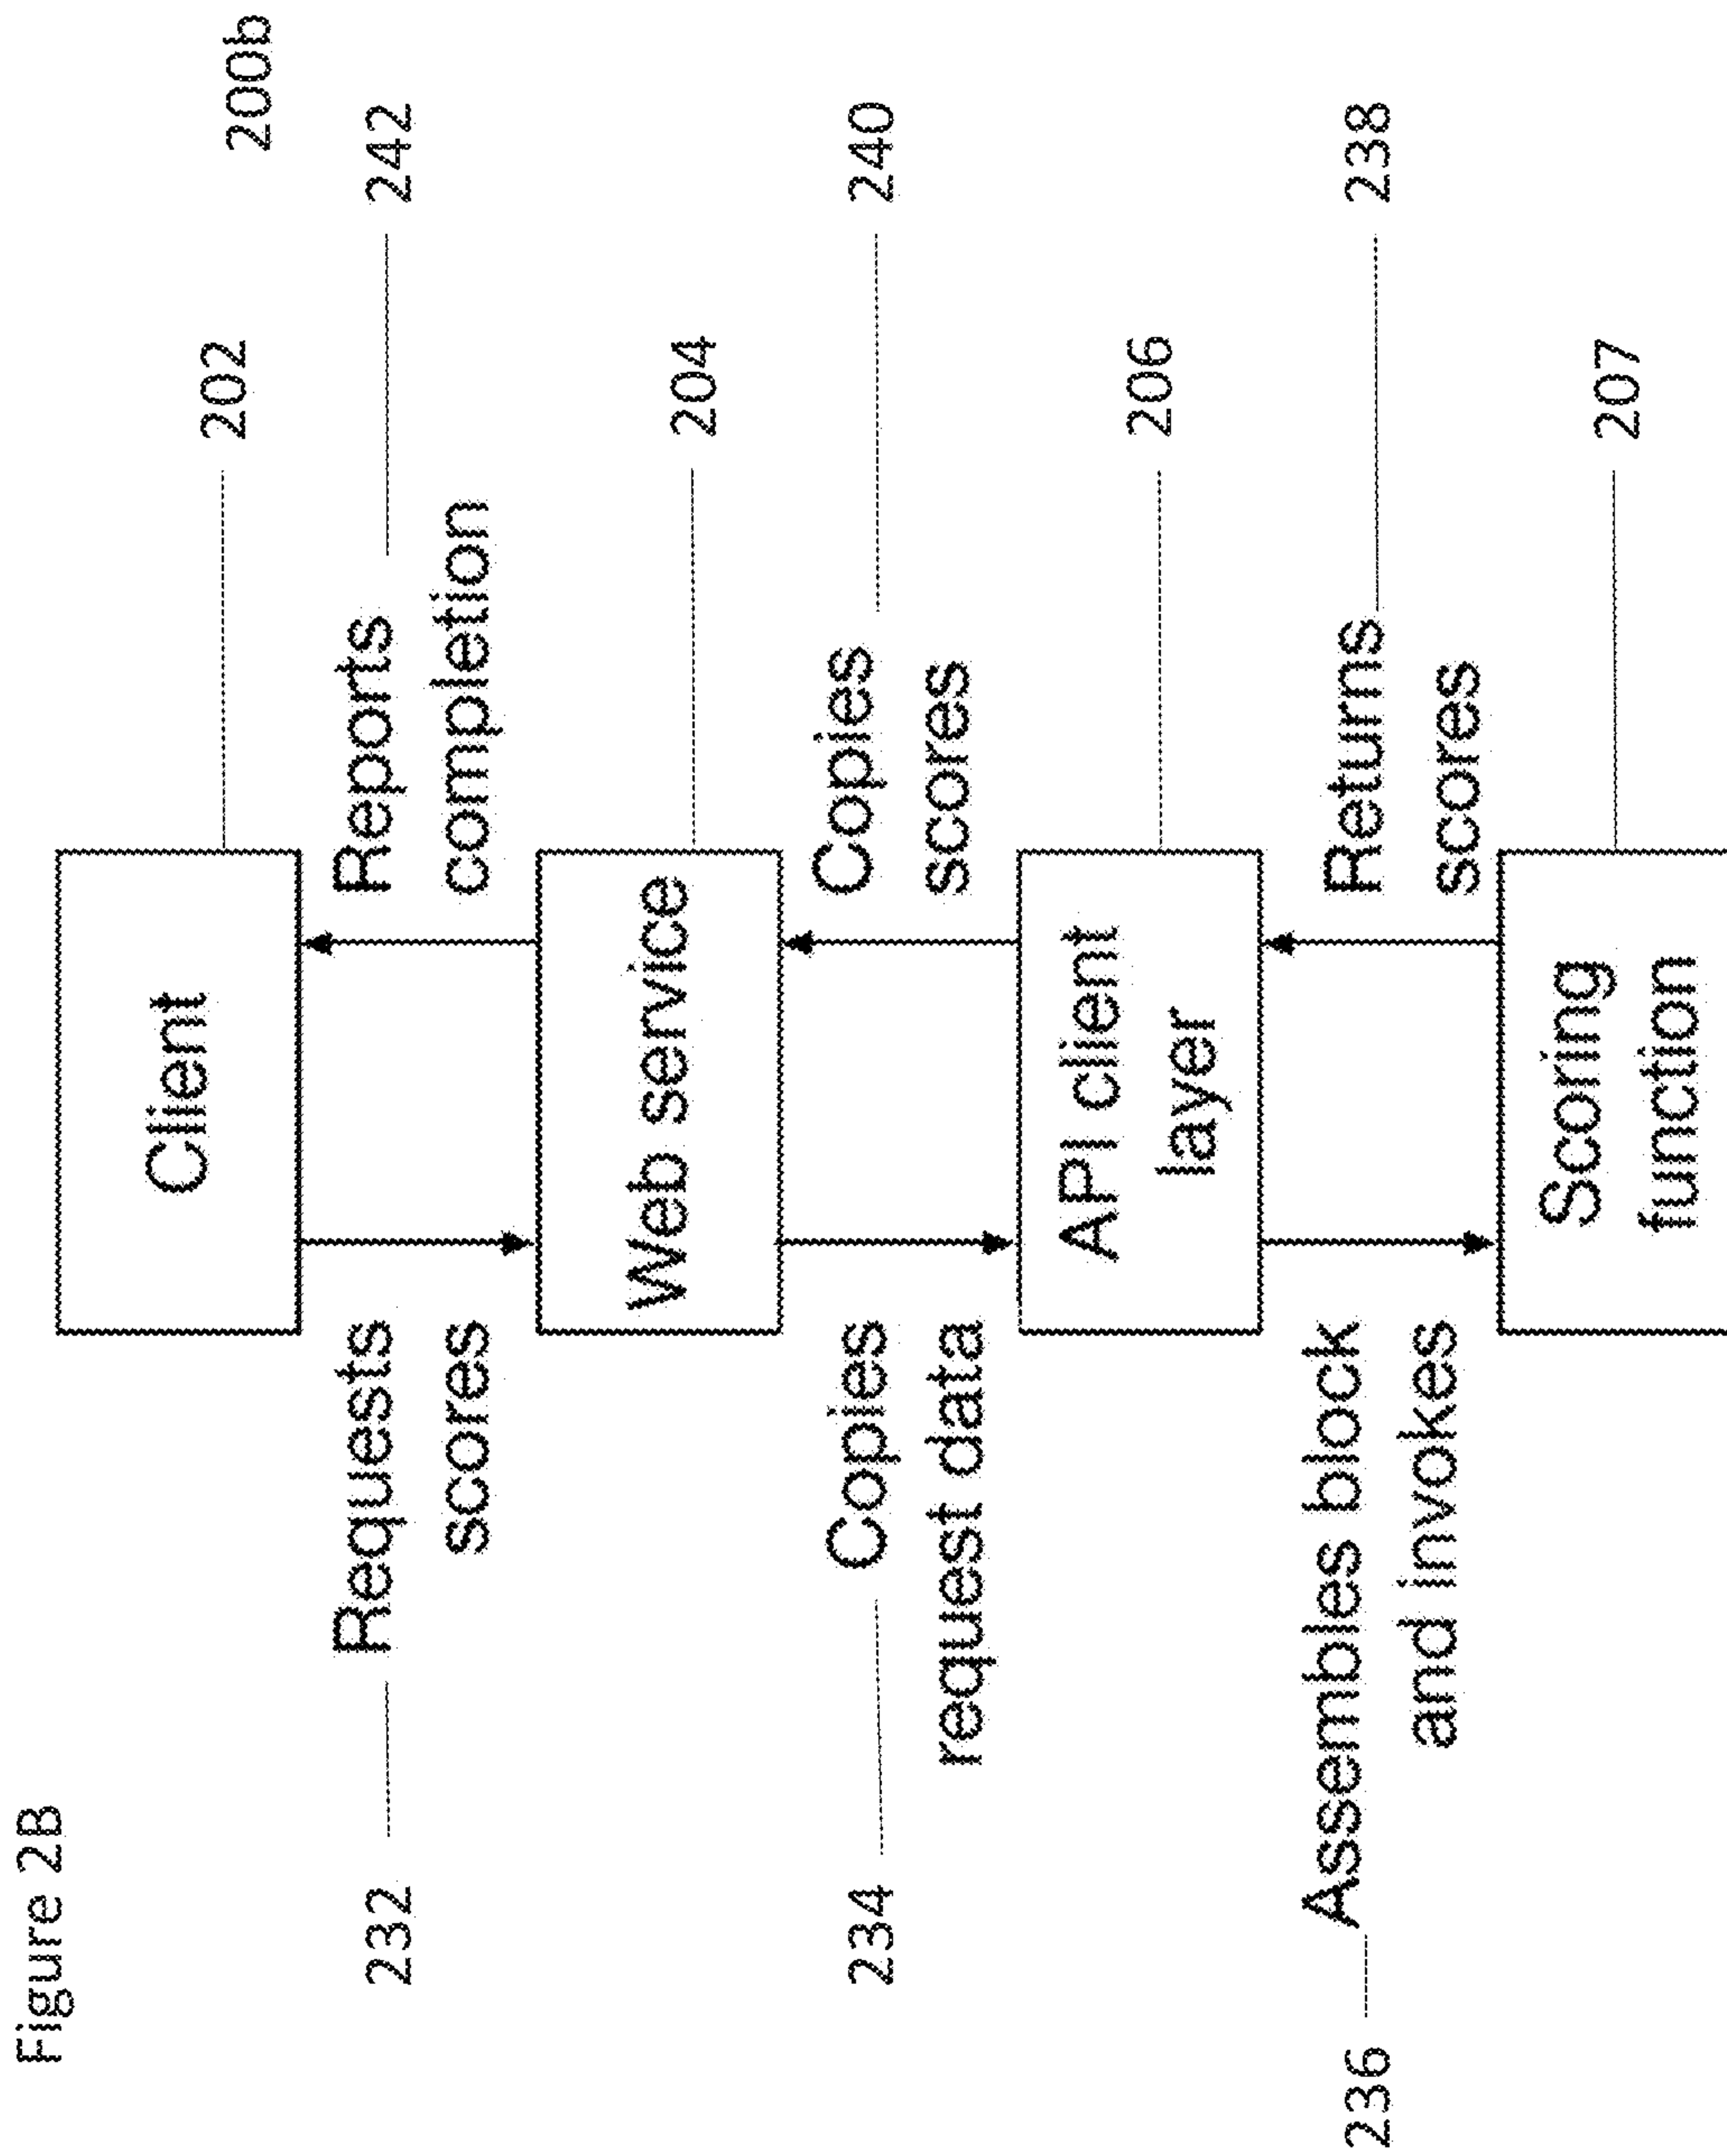 Figure 2B
200b
Client
202
232
Requests
scores
Reports
completion
242
Web service
204
234
Copies
request data
Copies
scores
240
API client
layer
206
236
Assembles block
and invokes
Returns
scores
238
Scoring
function
207